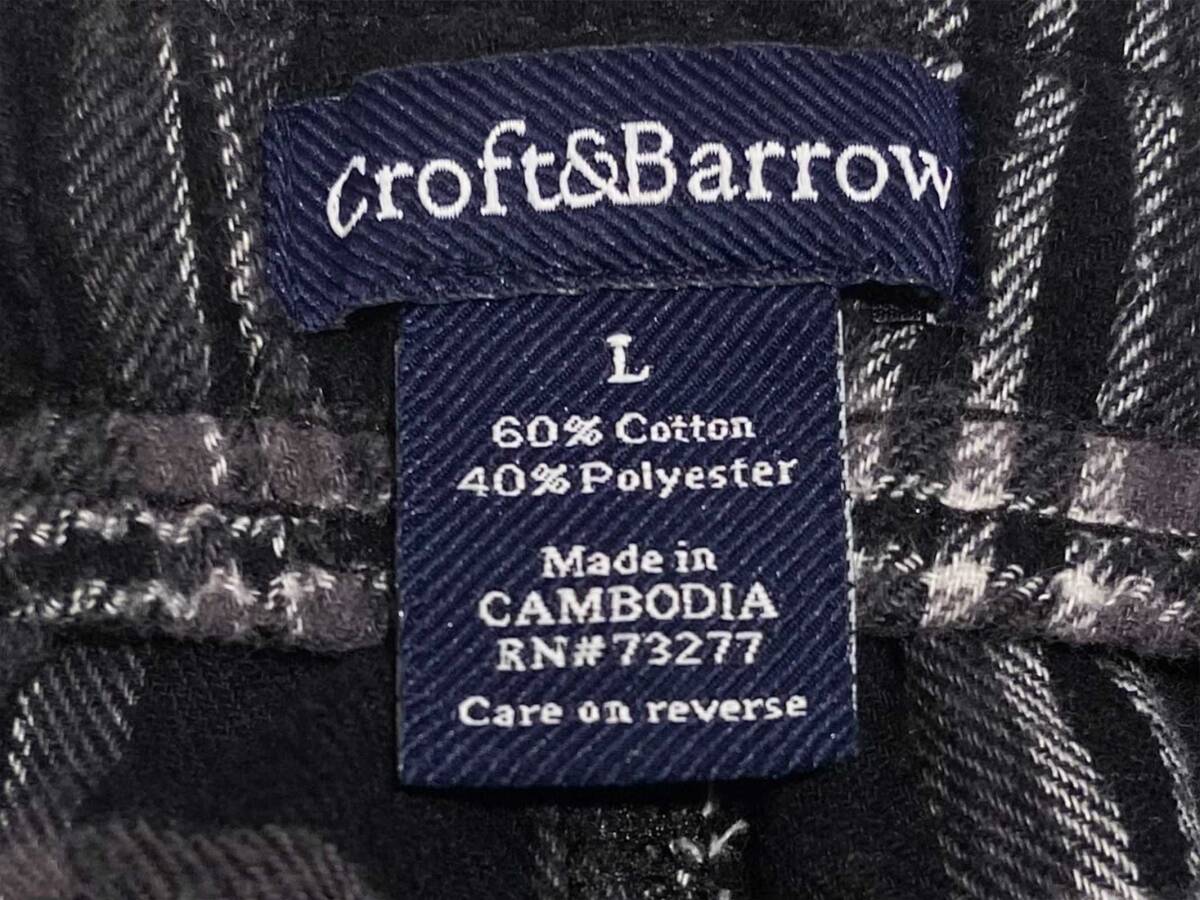 Croft&Barrow
L
60% Cotton
40% Polyester
Made in
CAMBODIA
RN#73277
Care on reverse